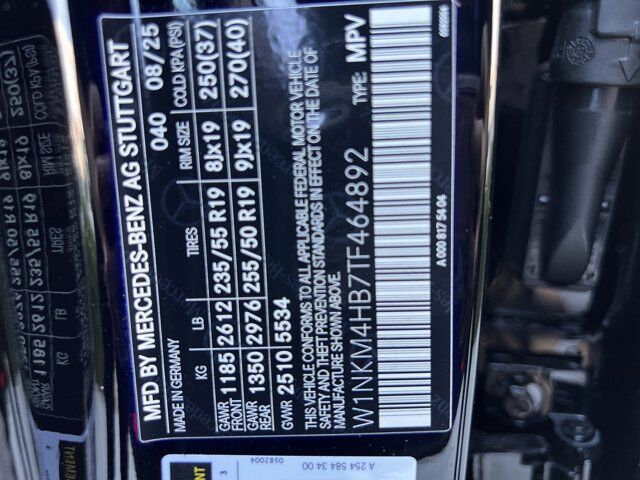 MFD BY MERCEDES-BENZ AG STUTTGART
MADE IN GERMANY 040 08/25
KG LB TIRES RIM SIZE COLD KPA(PSI)
GAWR FRONT 1185 2612 235/55 R19 8Jx19 250(37)
GAWR REAR 1350 2976 255/50 R19 9Jx19 270(40)
GWR 2510 5534
THIS VEHICLE CONFORMS TO ALL APPLICABLE FEDERAL MOTOR VEHICLE
SAFETY, BUMPER, AND THEFT PREVENTION STANDARDS IN EFFECT ON THE DATE OF
MANUFACTURE SHOWN ABOVE.
W1NKM4HB7TF464892 TYPE: MPV
A 000 817 54 04
A 254 584 34 00
0582004
3